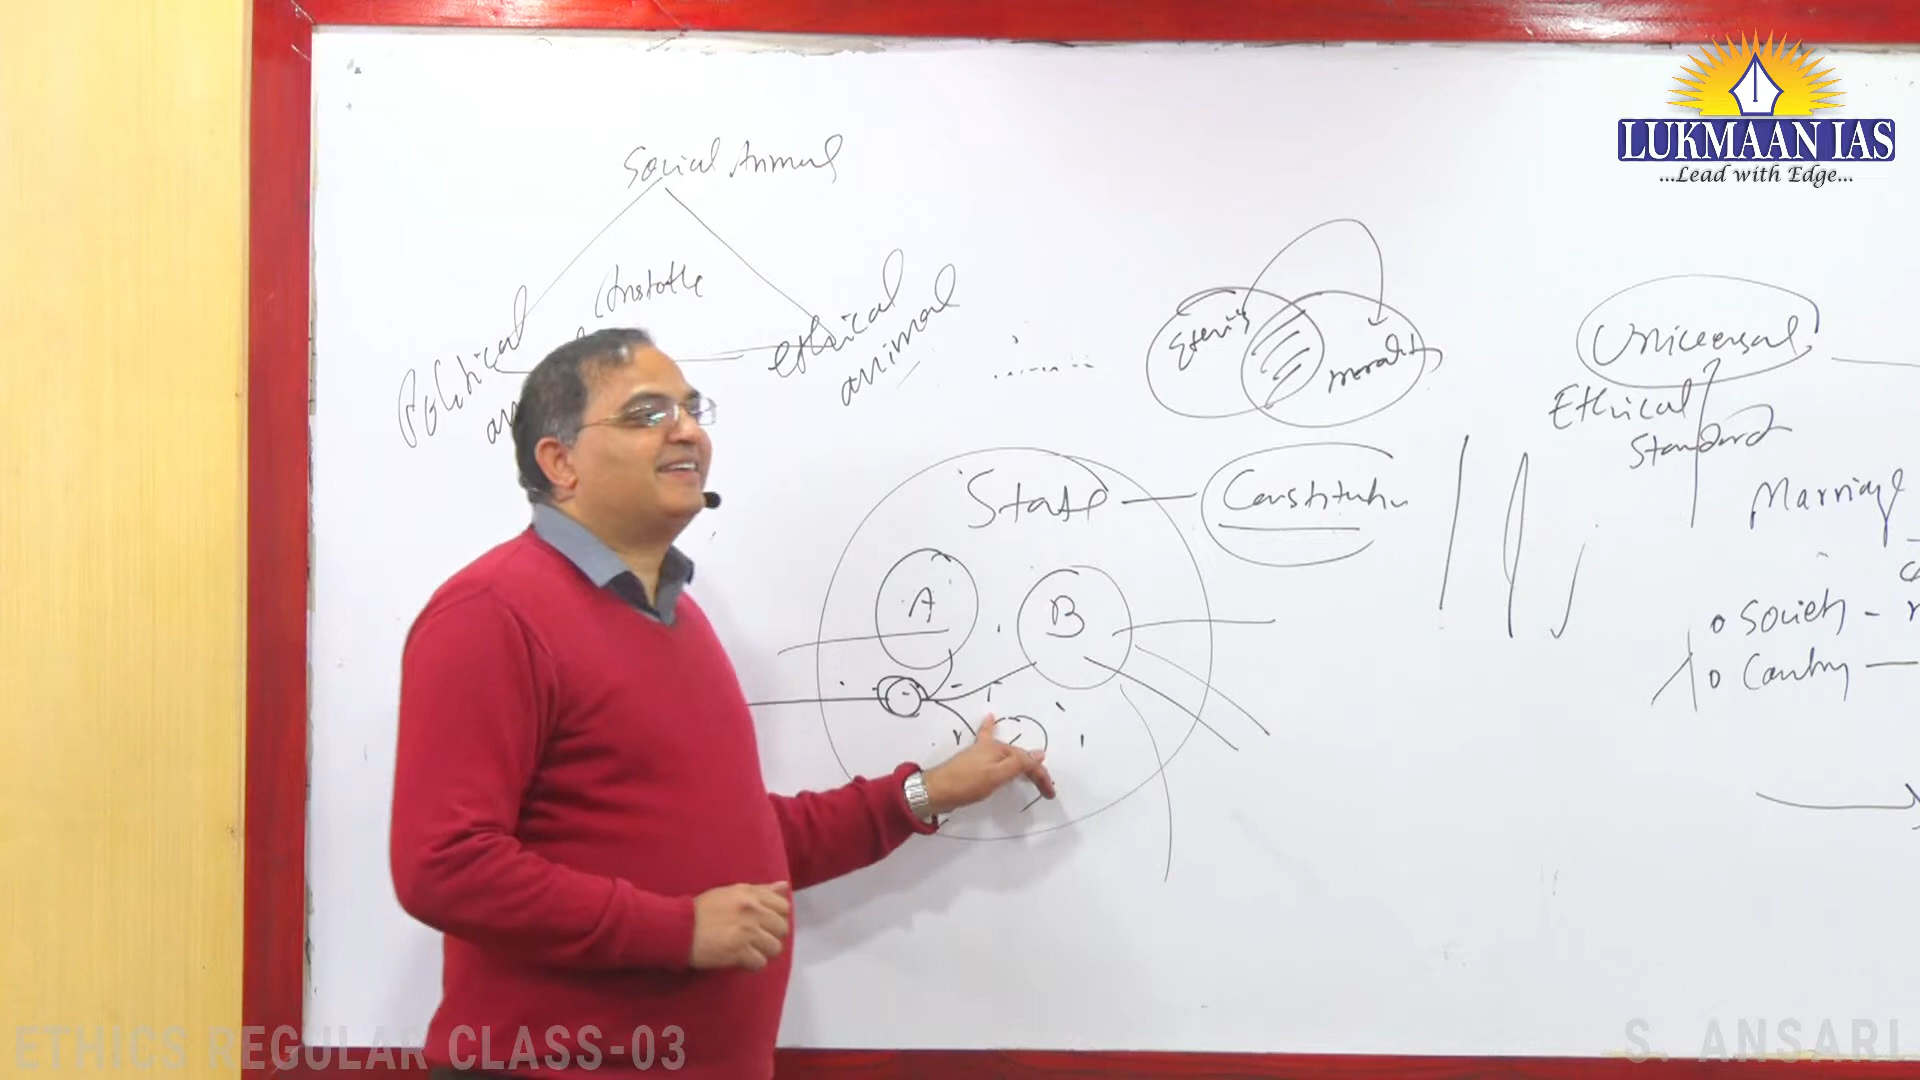 LUKMAAN IAS
...Lead with Edge...
Social Animal
Aristotle
Political
ethical
animal
Ethics
morality
Universal
Ethical
Standard
State
Constitution
Marriage
A
B
Society -
Country —
ETHICS REGULAR CLASS-03
S. ANSARI